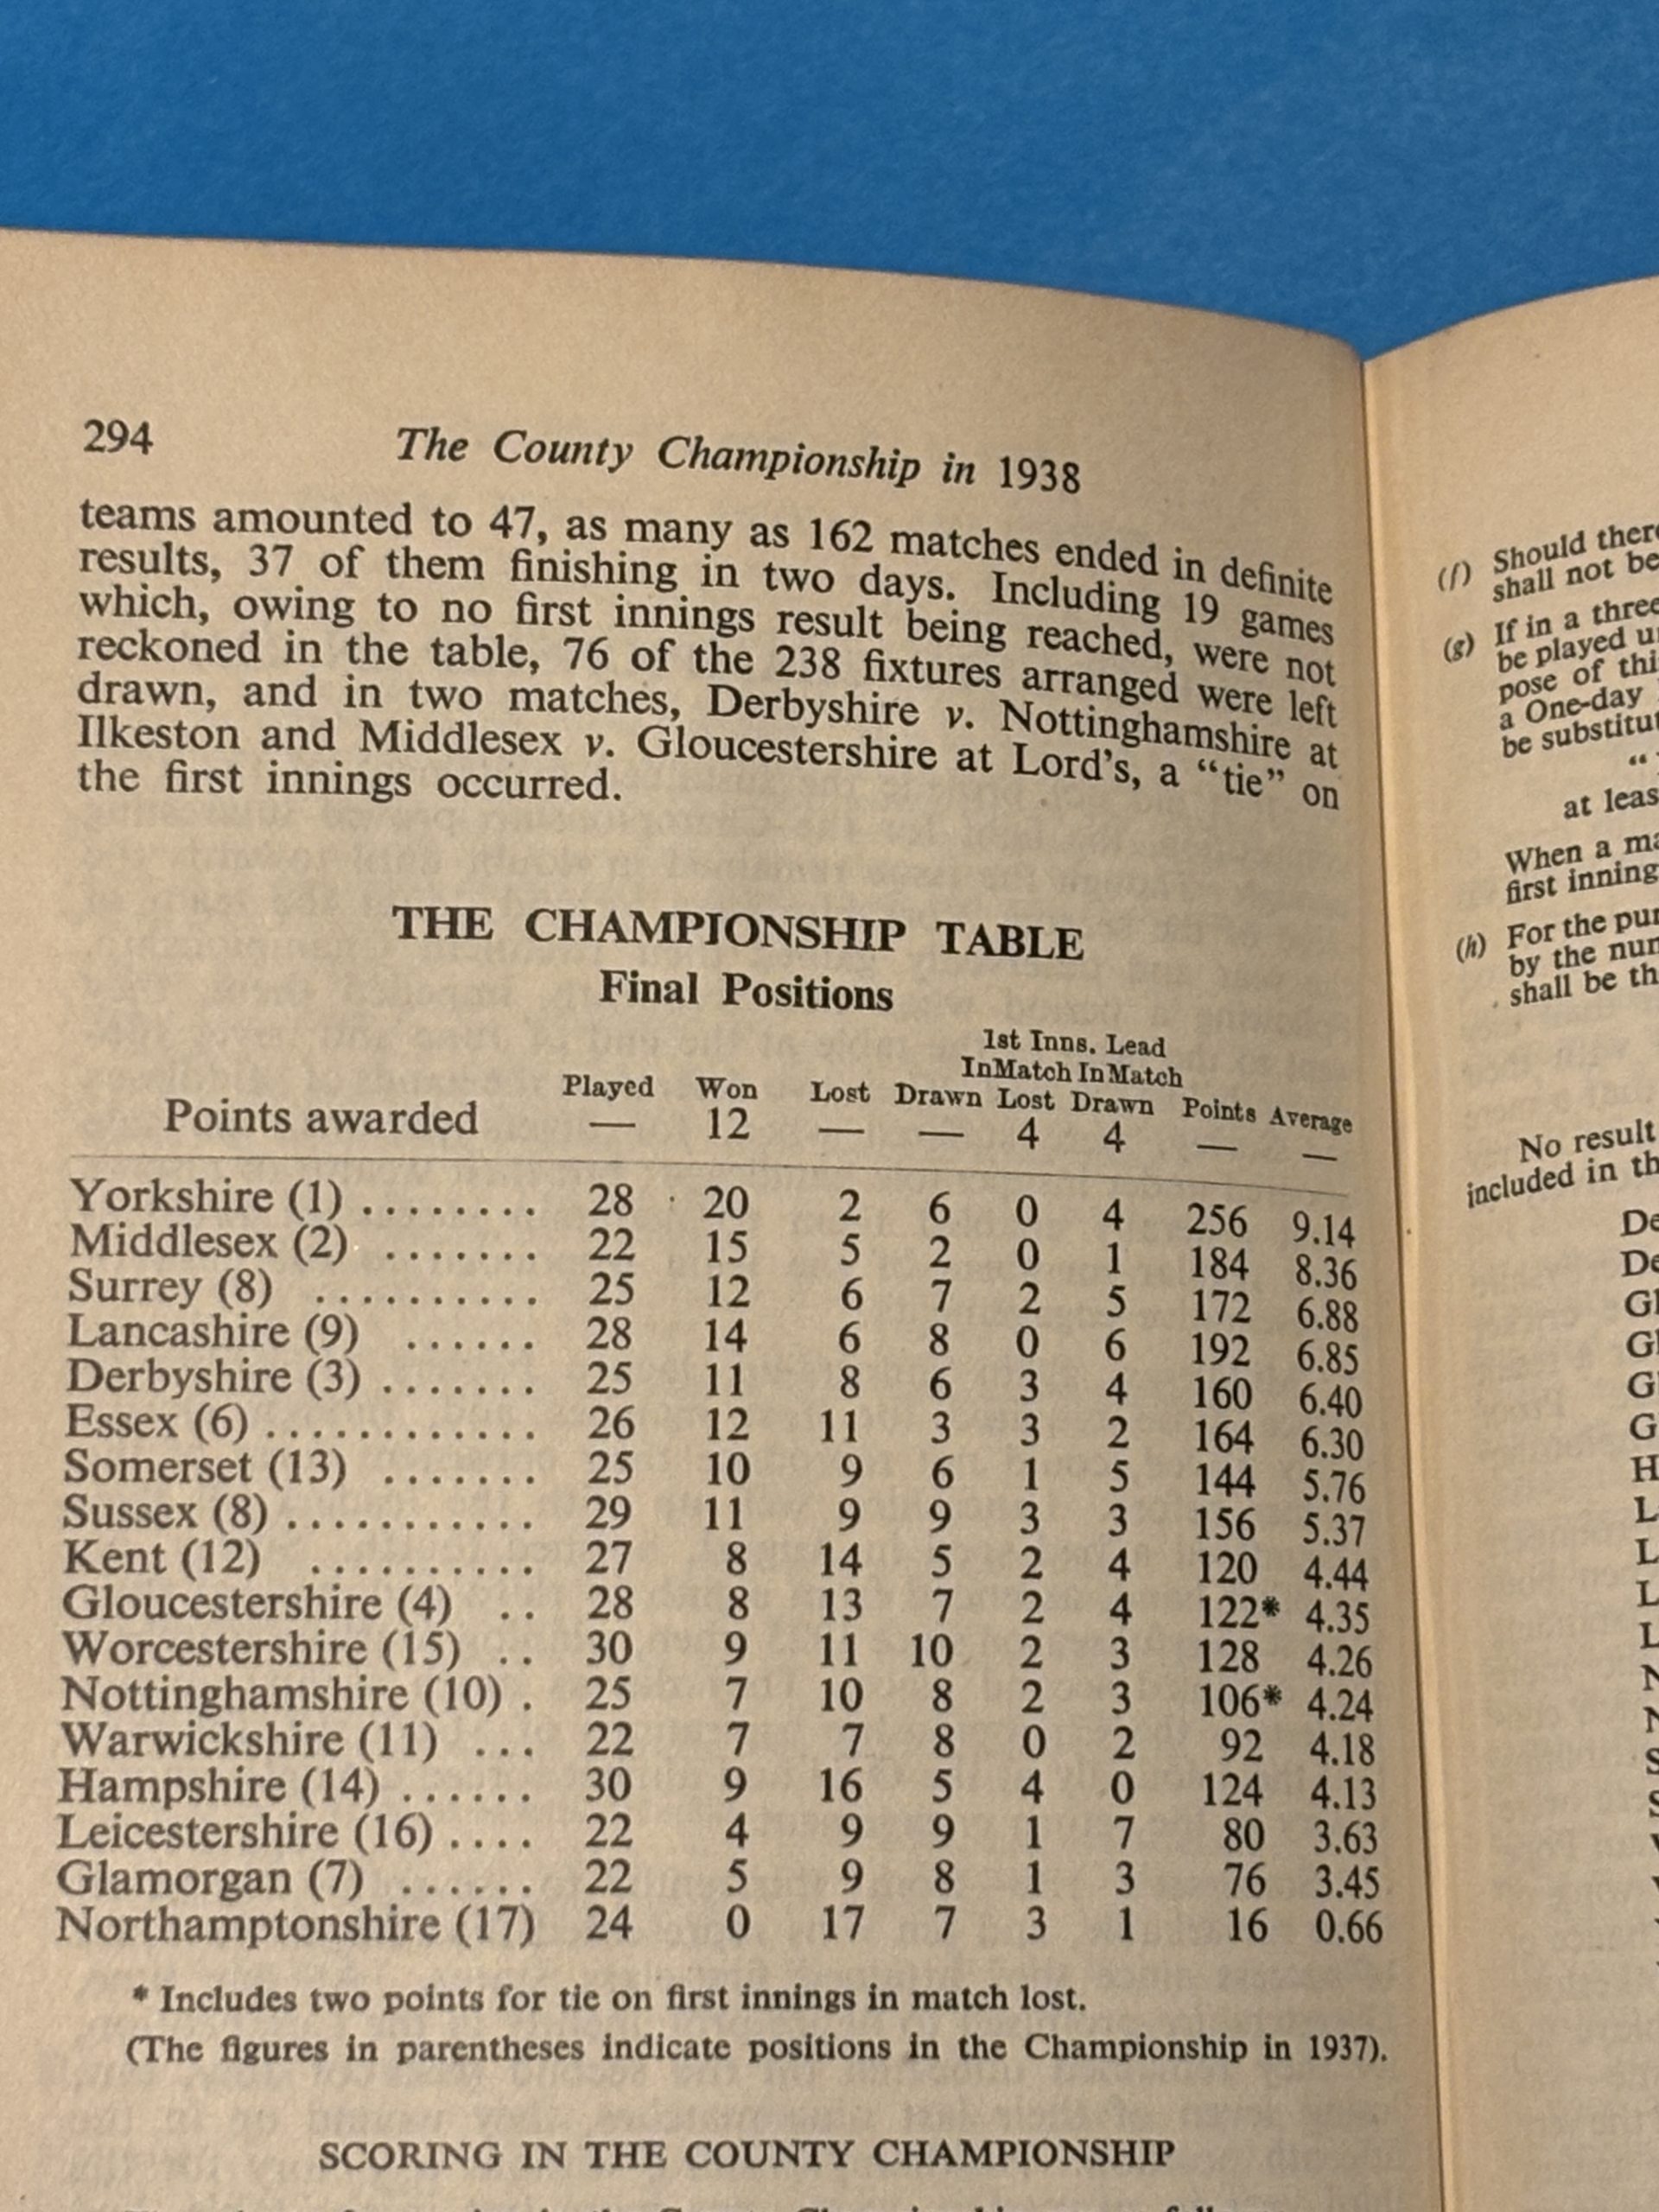 294 The County Championship in 1938
teams amounted to 47, as many as 162 matches ended in definite
results, 37 of them finishing in two days. Including 19 games
which, owing to no first innings result being reached, were not
reckoned in the table, 76 of the 238 fixtures arranged were left
drawn, and in two matches, Derbyshire v. Nottinghamshire at
Ilkeston and Middlesex v. Gloucestershire at Lord's, a "tie" on
the first innings occurred.
THE CHAMPIONSHIP TABLE
Final Positions
1st Inns. Lead
InMatch InMatch
Played Won Lost Drawn Lost Drawn Points Average
Points awarded — 12 — — 4 4 — —
Yorkshire (1) ........ 28 20 2 6 0 4 256 9.14
Middlesex (2) ....... 22 15 5 2 0 1 184 8.36
Surrey (8) .......... 25 12 6 7 2 5 172 6.88
Lancashire (9) ...... 28 14 6 8 0 6 192 6.85
Derbyshire (3) ....... 25 11 8 6 3 4 160 6.40
Essex (6) ............ 26 12 11 3 3 2 164 6.30
Somerset (13) ....... 25 10 9 6 1 5 144 5.76
Sussex (8) ........... 29 11 9 9 3 3 156 5.37
Kent (12) .......... 27 8 14 5 2 4 120 4.44
Gloucestershire (4) .. 28 8 13 7 2 4 122* 4.35
Worcestershire (15) .. 30 9 11 10 2 3 128 4.26
Nottinghamshire (10) . 25 7 10 8 2 3 106* 4.24
Warwickshire (11) ... 22 7 7 8 0 2 92 4.18
Hampshire (14) ...... 30 9 16 5 4 0 124 4.13
Leicestershire (16) .... 22 4 9 9 1 7 80 3.63
Glamorgan (7) ...... 22 5 9 8 1 3 76 3.45
Northamptonshire (17) 24 0 17 7 3 1 16 0.66
* Includes two points for tie on first innings in match lost.
(The figures in parentheses indicate positions in the Championship in 1937).
SCORING IN THE COUNTY CHAMPIONSHIP
(f) Should
shall not be
(g) If in a three
be played
pose of
a One-day
be
at
When a
first
(h) For the
by the
shall be
No result
included in